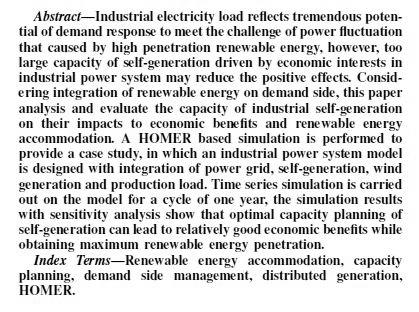 Abstract—Industrial electricity load reflects tremendous poten-
tial of demand response to meet the challenge of power fluctuation
that caused by high penetration renewable energy, however, too
large capacity of self-generation driven by economic interests in
industrial power system may reduce the positive effects. Consid-
ering integration of renewable energy on demand side, this paper
analysis and evaluate the capacity of industrial self-generation
on their impacts to economic benefits and renewable energy
accommodation. A HOMER based simulation is performed to
provide a case study, in which an industrial power system model
is designed with integration of power grid, self-generation, wind
generation and production load. Time series simulation is carried
out on the model for a cycle of one year, the simulation results
with sensitivity analysis show that optimal capacity planning of
self-generation can lead to relatively good economic benefits while
obtaining maximum renewable energy penetration.
Index Terms—Renewable energy accommodation, capacity
planning, demand side management, distributed generation,
HOMER.